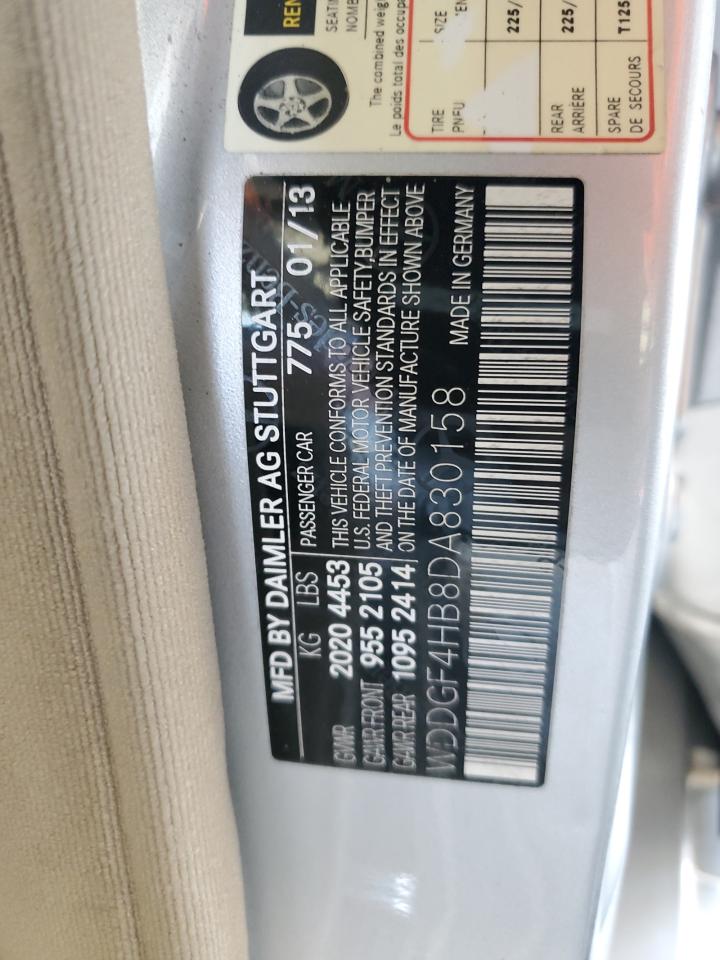 MFD BY DAIMLER AG STUTTGART
KG LBS PASSENGER CAR 775 01/13
GVWR 2020 4453 THIS VEHICLE CONFORMS TO ALL APPLICABLE
GAWR FRONT 955 2105 U.S. FEDERAL MOTOR VEHICLE SAFETY,BUMPER
GAWR REAR 1095 2414 AND THEFT PREVENTION STANDARDS IN EFFECT
ON THE DATE OF MANUFACTURE SHOWN ABOVE
WDDGF4HB8DA830158 MADE IN GERMANY
REN
SEATI
NOMB
The combined weig
Le poids total des occup
TIRE SIZE
PNEU
225/
REAR 225/
ARRIÈRE
SPARE T125
DE SECOURS